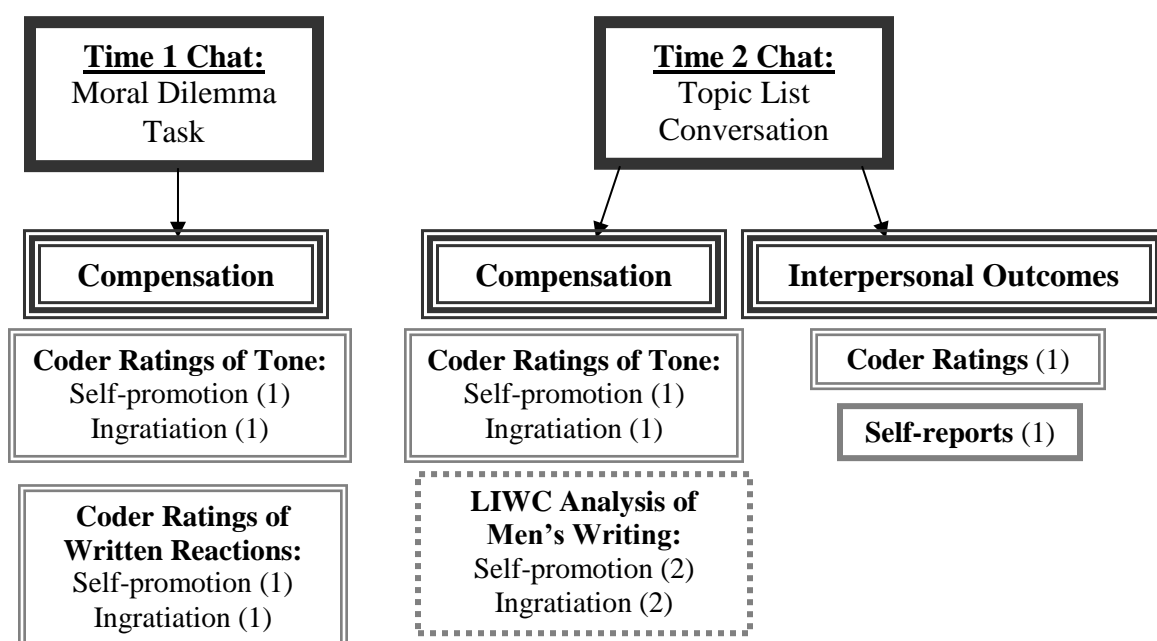 Time 1 Chat:
Moral Dilemma
Task
Time 2 Chat:
Topic List
Conversation
Compensation
Compensation
Interpersonal Outcomes
Coder Ratings of Tone:
Self-promotion (1)
Ingratiation (1)
Coder Ratings of Tone:
Self-promotion (1)
Ingratiation (1)
Coder Ratings (1)
Self-reports (1)
Coder Ratings of
Written Reactions:
Self-promotion (1)
Ingratiation (1)
LIWC Analysis of
Men’s Writing:
Self-promotion (2)
Ingratiation (2)